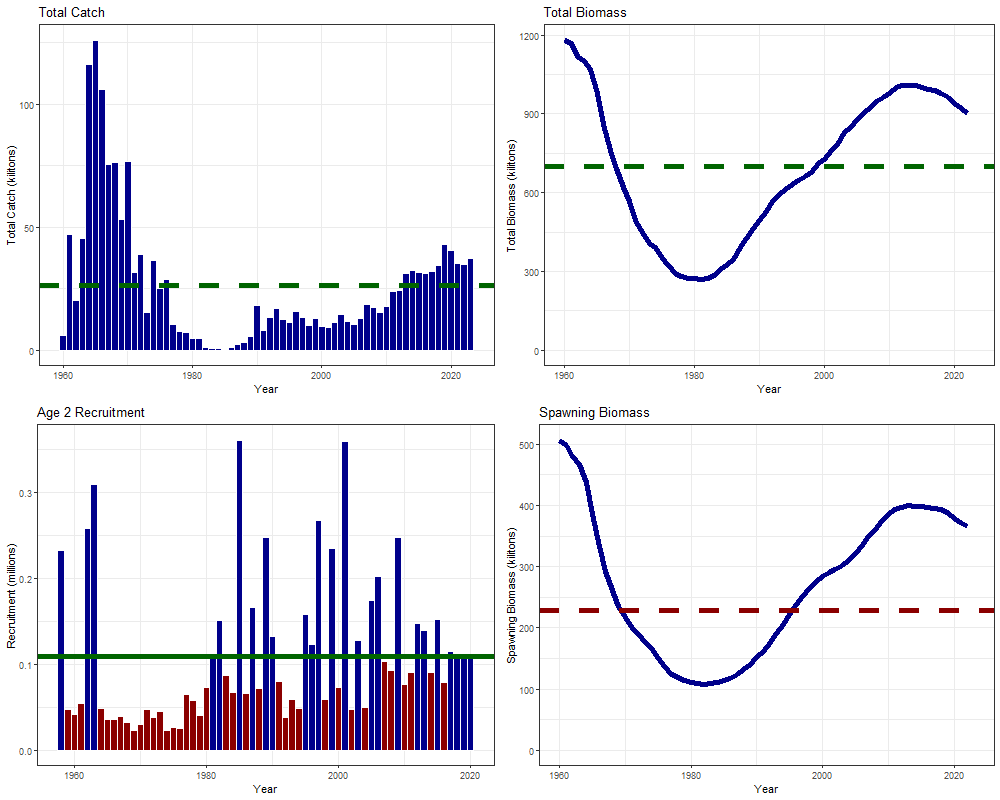 Total Catch
Total Catch (kilitons)
100
50
0
1960
1980
2000
2020
Year
Total Biomass
Total Biomass (kilitons)
1200
900
600
300
0
1960
1980
2000
2020
Year
Age 2 Recruitment
Recruitment (millions)
0.3
0.2
0.1
0.0
1960
1980
2000
2020
Year
Spawning Biomass
Spawning Biomass (kilitons)
500
400
300
200
100
0
1960
1980
2000
2020
Year